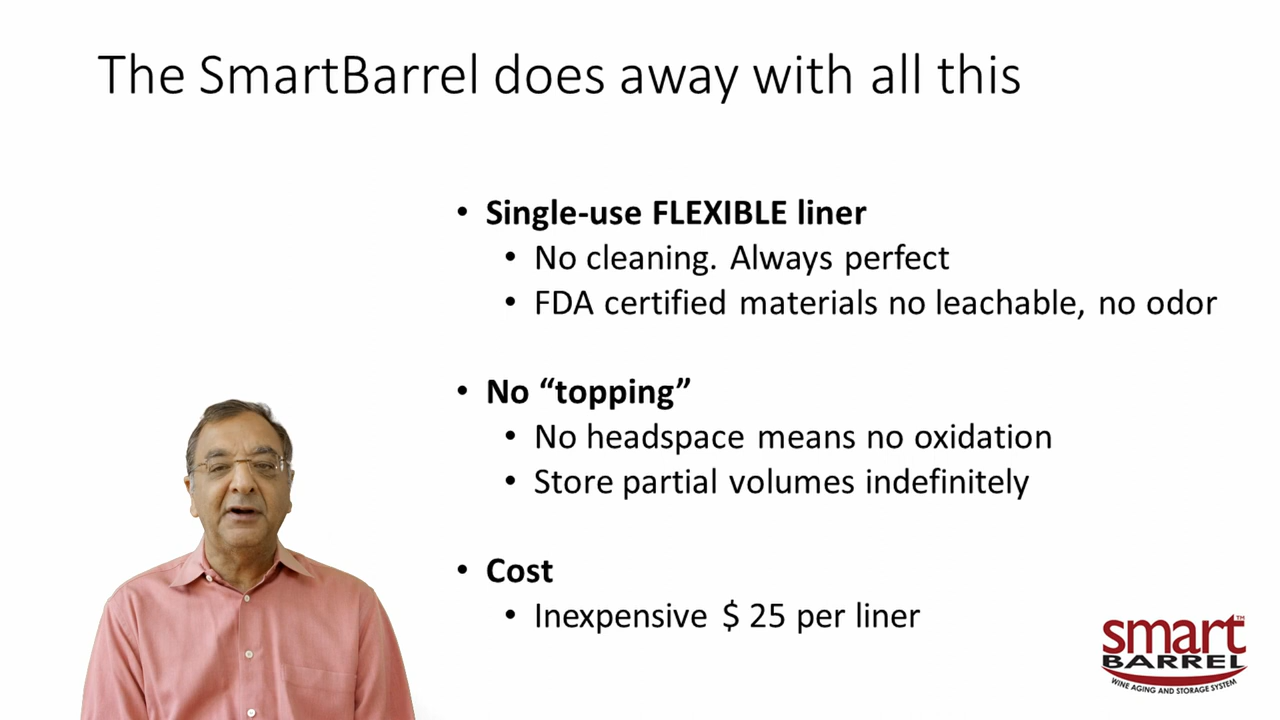 The SmartBarrel does away with all this
• Single-use FLEXIBLE liner
• No cleaning. Always perfect
• FDA certified materials no leachable, no odor
• No “topping”
• No headspace means no oxidation
• Store partial volumes indefinitely
• Cost
• Inexpensive $ 25 per liner
smart™
BARREL
WINE AGING AND STORAGE SYSTEM